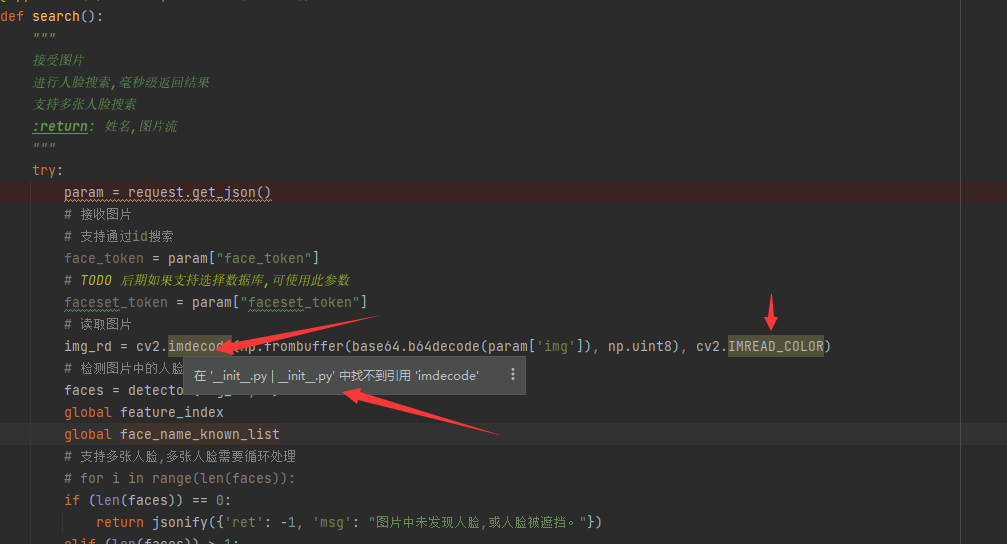 def search():
"""
接受图片
进行人脸搜索,毫秒级返回结果
支持多张人脸搜索
:return: 姓名,图片流
"""
try:
param = request.get_json()
# 接收图片
# 支持通过id搜索
face_token = param["face_token"]
# TODO 后期如果支持选择数据库,可使用此参数
faceset_token = param["faceset_token"]
# 读取图片
img_rd = cv2.imdecode(np.frombuffer(base64.b64decode(param['img']), np.uint8), cv2.IMREAD_COLOR)
# 检测图片中的人脸
在 '__init__.py | __init__.py' 中找不到引用 'imdecode'
faces = detector
global feature_index
global face_name_known_list
# 支持多张人脸,多张人脸需要循环处理
# for i in range(len(faces)):
if (len(faces)) == 0:
return jsonify({'ret': -1, 'msg': "图片中未发现人脸,或人脸被遮挡。"})
elif (len(faces)) > 1: